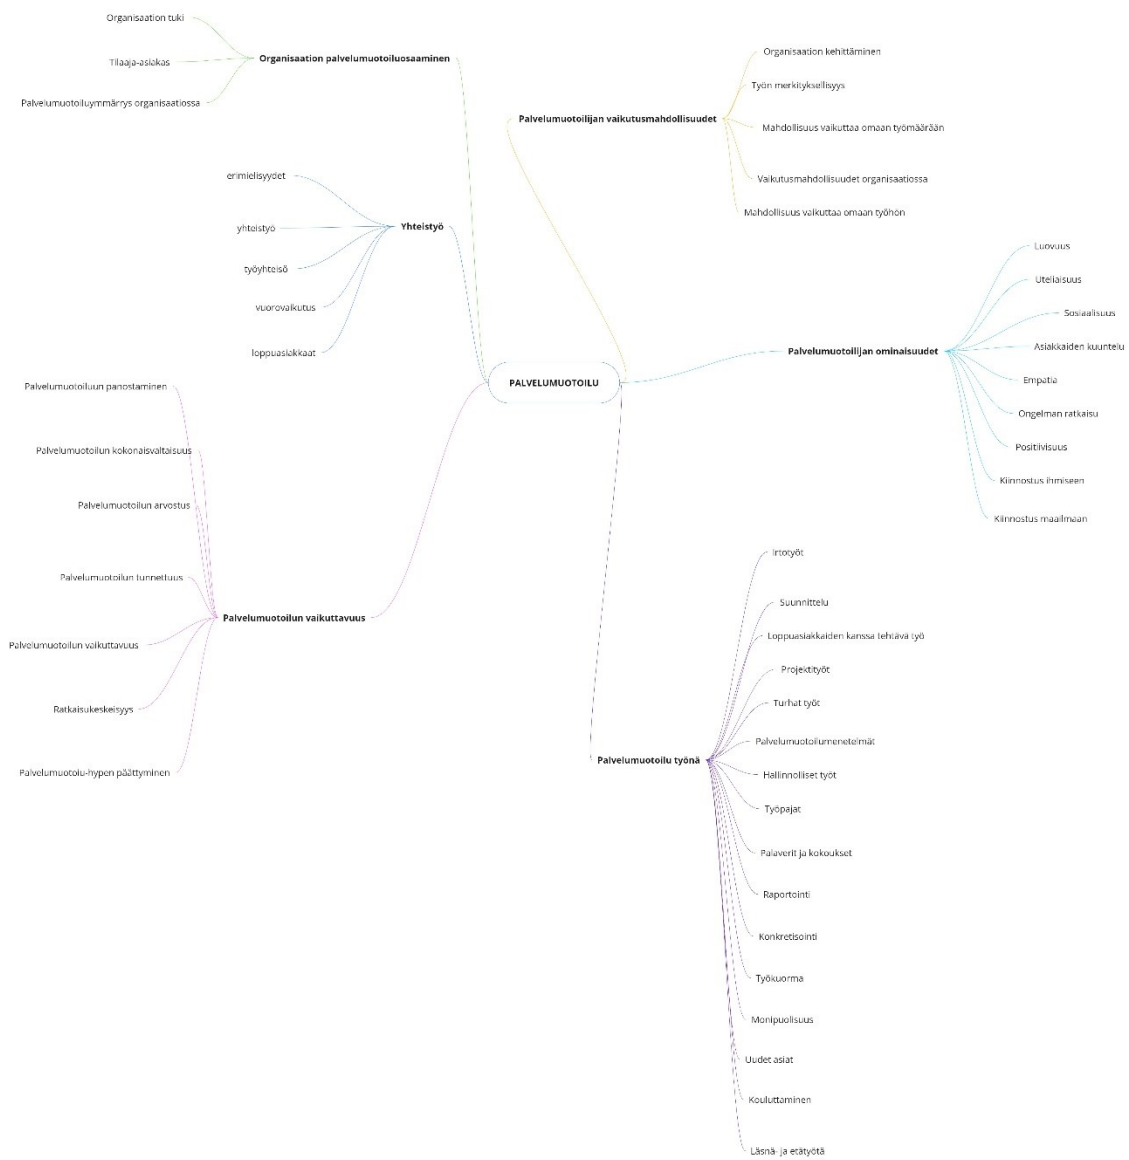 PALVELUMUOTOILU
Organisaation palvelumuotoiluosaaminen
Organisaation tuki
Tilaaja-asiakas
Palvelumuotoiluymmärrys organisaatiossa
Yhteistyö
erimielisyydet
yhteistyö
työyhteisö
vuorovaikutus
loppuasiakkaat
Palvelumuotoilun vaikuttavuus
Palvelumuotoiluun panostaminen
Palvelumuotoilun kokonaisvaltaisuus
Palvelumuotoilun arvostus
Palvelumuotoilun tunnettuus
Palvelumuotoilun vaikuttavuus
Ratkaisukeskeisyys
Palvelumuotoiu-hypen päättyminen
Palvelumuotoilijan vaikutusmahdollisuudet
Organisaation kehittäminen
Työn merkityksellisyys
Mahdollisuus vaikuttaa omaan työmäärään
Vaikutusmahdollisuudet organisaatiossa
Mahdollisuus vaikuttaa omaan työhön
Palvelumuotoilijan ominaisuudet
Luovuus
Uteliaisuus
Sosiaalisuus
Asiakkaiden kuuntelu
Empatia
Ongelman ratkaisu
Positiivisuus
Kiinnostus ihmiseen
Kiinnostus maailmaan
Palvelumuotoilu työnä
Irtotyöt
Suunnittelu
Loppuasiakkaiden kanssa tehtävä työ
Projektityöt
Turhat työt
Palvelumuotoilumenetelmät
Hallinnolliset työt
Työpajat
Palaverit ja kokoukset
Raportointi
Konkretisointi
Työkuorma
Monipuolisuus
Uudet asiat
Kouluttaminen
Läsnä- ja etätyötä